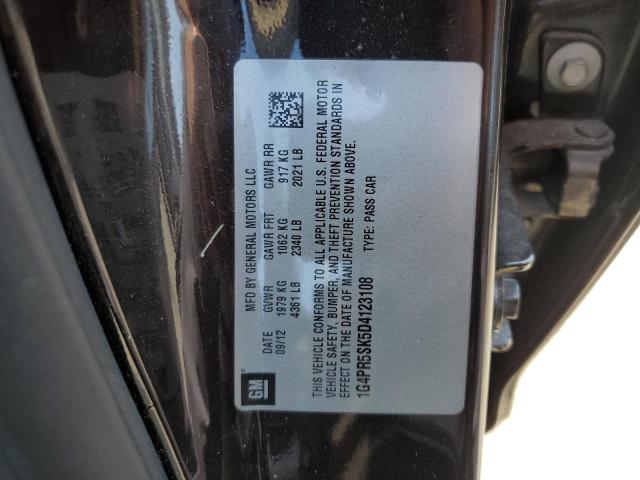 MFD BY GENERAL MOTORS LLC
DATE GVWR GAWR FRT GAWR RR
09/12 1979 KG 1062 KG 917 KG
4361 LB 2340 LB 2021 LB
GM
THIS VEHICLE CONFORMS TO ALL APPLICABLE U.S. FEDERAL MOTOR
VEHICLE SAFETY, BUMPER, AND THEFT PREVENTION STANDARDS IN
EFFECT ON THE DATE OF MANUFACTURE SHOWN ABOVE.
1G4PR5SK5D4123108 TYPE: PASS CAR